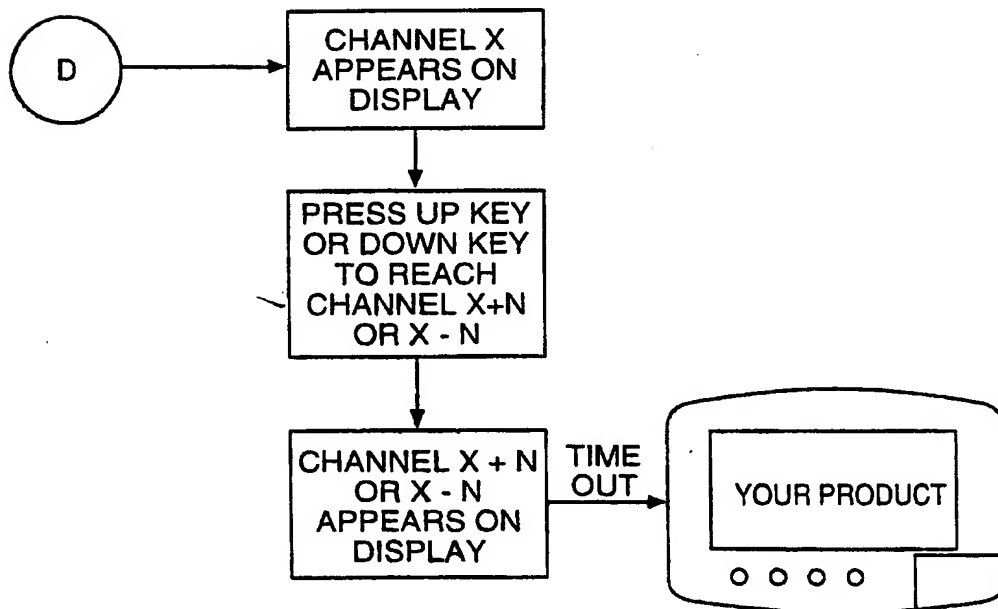 D
CHANNEL X
APPEARS ON
DISPLAY
PRESS UP KEY
OR DOWN KEY
TO REACH
CHANNEL X+N
OR X - N
CHANNEL X + N
OR X - N
APPEARS ON
DISPLAY
TIME
OUT
YOUR PRODUCT